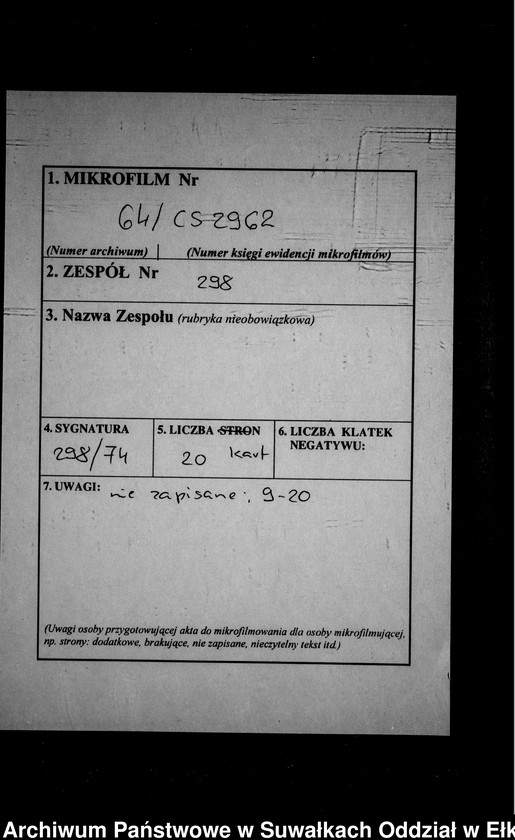 1. MIKROFILM Nr
64/ CS-2962
(Numer archiwum) | (Numer księgi ewidencji mikrofilmów)
2. ZESPÓŁ Nr
298
3. Nazwa Zespołu (rubryka nieobowiązkowa)
4. SYGNATURA
298/74
5. LICZBA STRON
20 kart
6. LICZBA KLATEK
NEGATYWU:
7. UWAGI: nie zapisane: 9-20
(Uwagi osoby przygotowującej akta do mikrofilmowania dla osoby mikrofilmującej,
np. strony: dodatkowe, brakujące, nie zapisane, nieczytelny tekst itd.)
Archiwum Państwowe w Suwałkach Oddział w Ełk